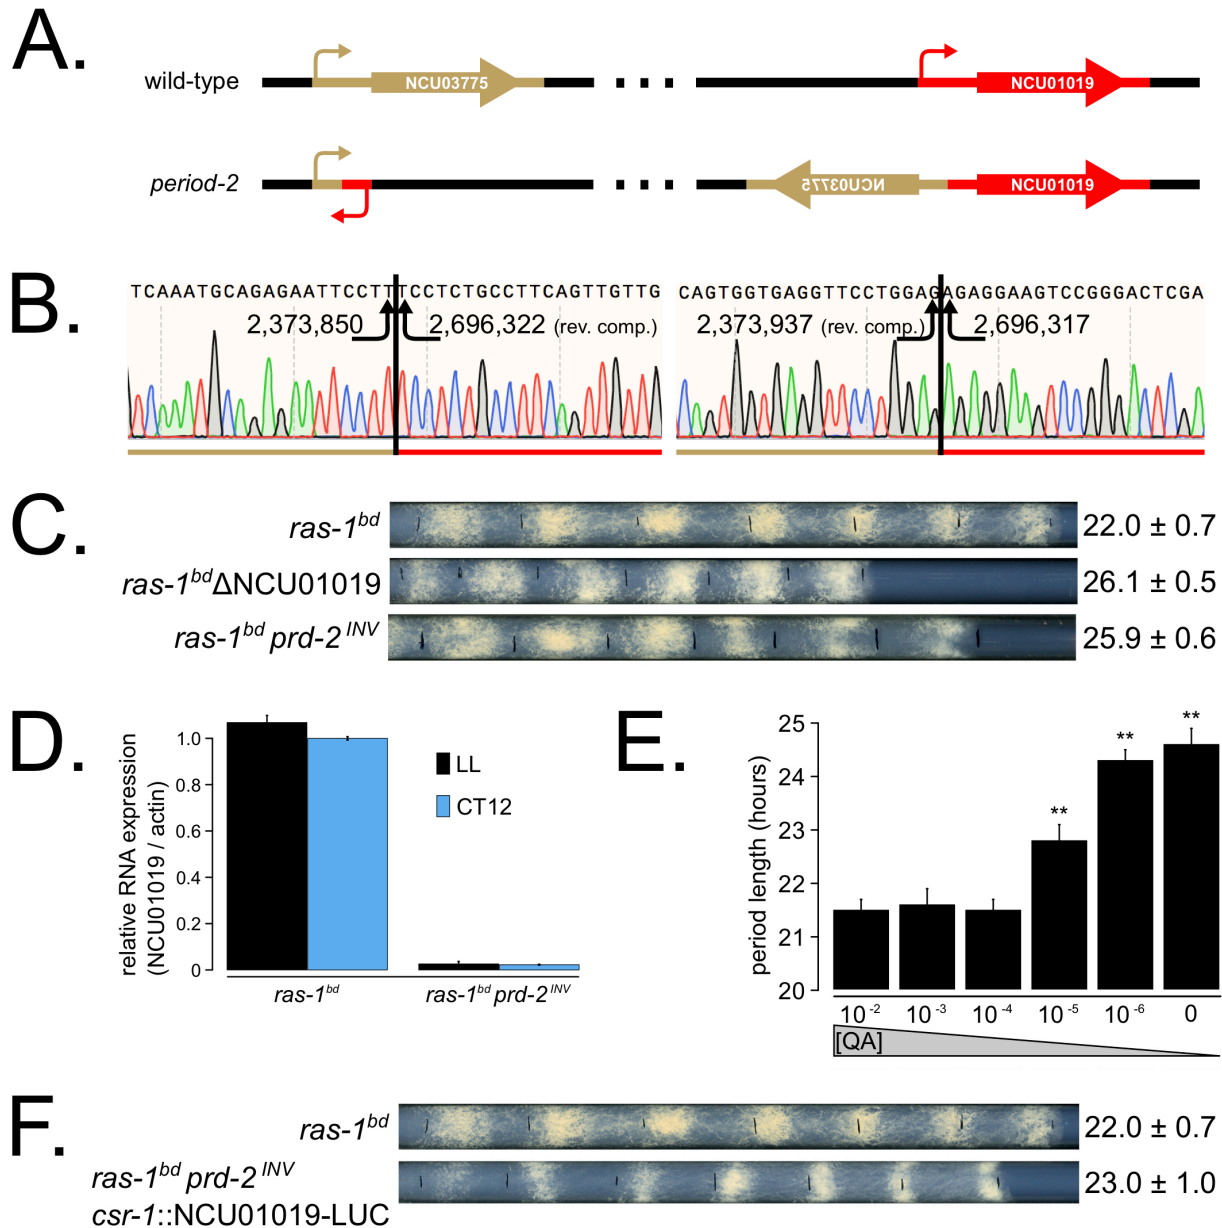 A.
wild-type
NCU03775
NCU01019
period-2
NCU03775
NCU01019
B.
TCAAATGCAGAGAATTCCTTTCCTCTGCCTTCAGTTGTTG
CAGTGGTGAGGTTCCTGGAGAGAGGAAGTCCGGGACTCGA
2,373,850
2,696,322 (rev. comp.)
2,373,937 (rev. comp.)
2,696,317
C.
ras-1bd
22.0 ± 0.7
ras-1bdΔNCU01019
26.1 ± 0.5
ras-1bd prd-2INV
25.9 ± 0.6
D.
relative RNA expression
(NCU01019 / actin)
1.0
0.8
0.6
0.4
0.2
0
LL
CT12
ras-1bd
ras-1bd prd-2INV
E.
period length (hours)
25
24
23
22
21
20
**
**
**
10-2
10-3
10-4
10-5
10-6
0
[QA]
F.
ras-1bd
22.0 ± 0.7
ras-1bd prd-2INV
csr-1::NCU01019-LUC
23.0 ± 1.0